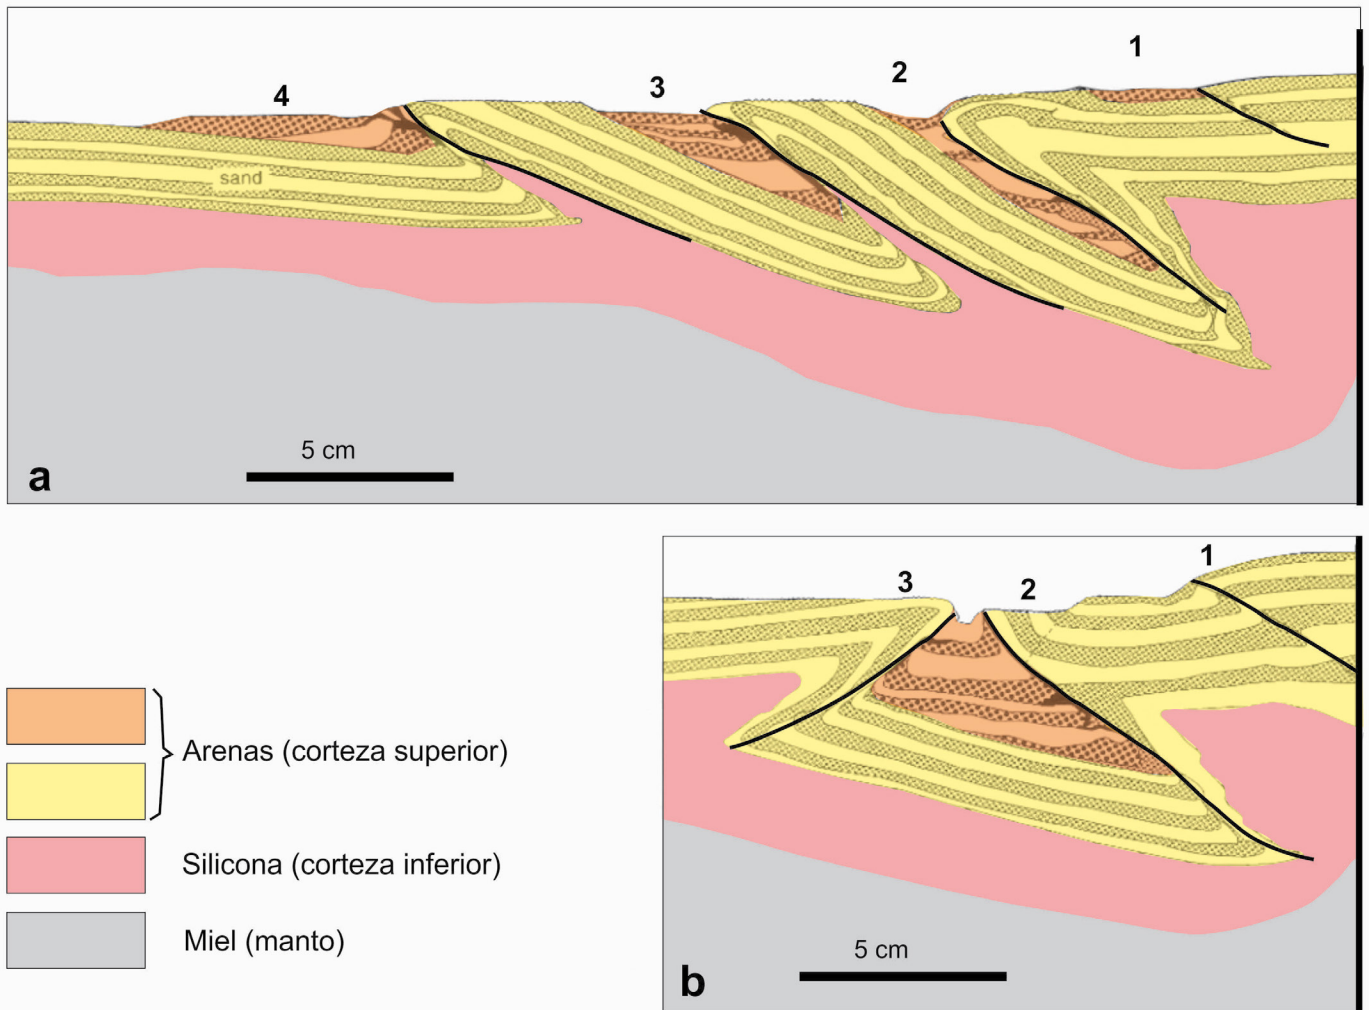 1
2
3
4
sand
5 cm
a
1
3
2
Arenas (corteza superior)
Silicona (corteza inferior)
Miel (manto)
5 cm
b